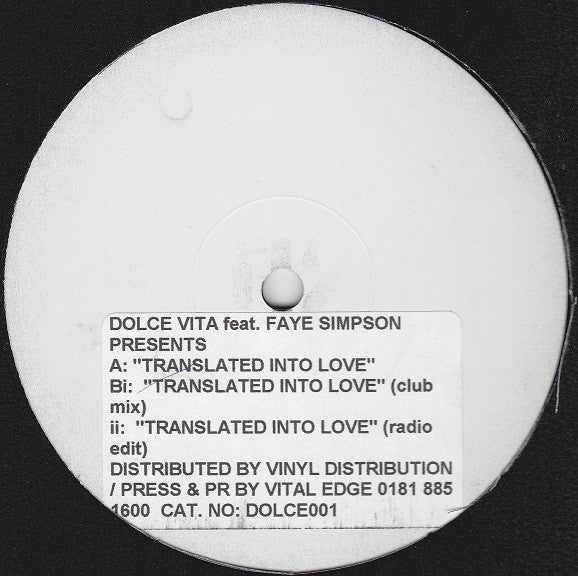 DOLCE VITA feat. FAYE SIMPSON
PRESENTS
A: "TRANSLATED INTO LOVE"
Bi:  "TRANSLATED INTO LOVE" (club
mix)
ii:  "TRANSLATED INTO LOVE" (radio
edit)
DISTRIBUTED BY VINYL DISTRIBUTION
/ PRESS & PR BY VITAL EDGE 0181 885
1600  CAT. NO: DOLCE001